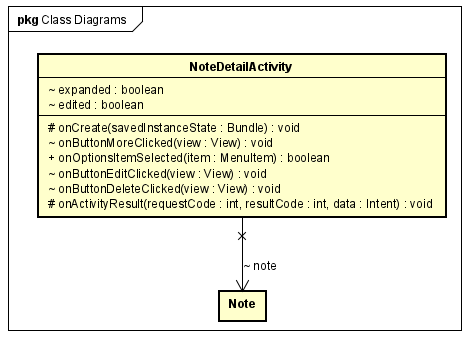 pkg Class Diagrams
NoteDetailActivity
~ expanded : boolean
~ edited : boolean
# onCreate(savedInstanceState : Bundle) : void
~ onButtonMoreClicked(view : View) : void
+ onOptionsItemSelected(item : MenuItem) : boolean
~ onButtonEditClicked(view : View) : void
~ onButtonDeleteClicked(view : View) : void
# onActivityResult(requestCode : int, resultCode : int, data : Intent) : void
~ note
Note